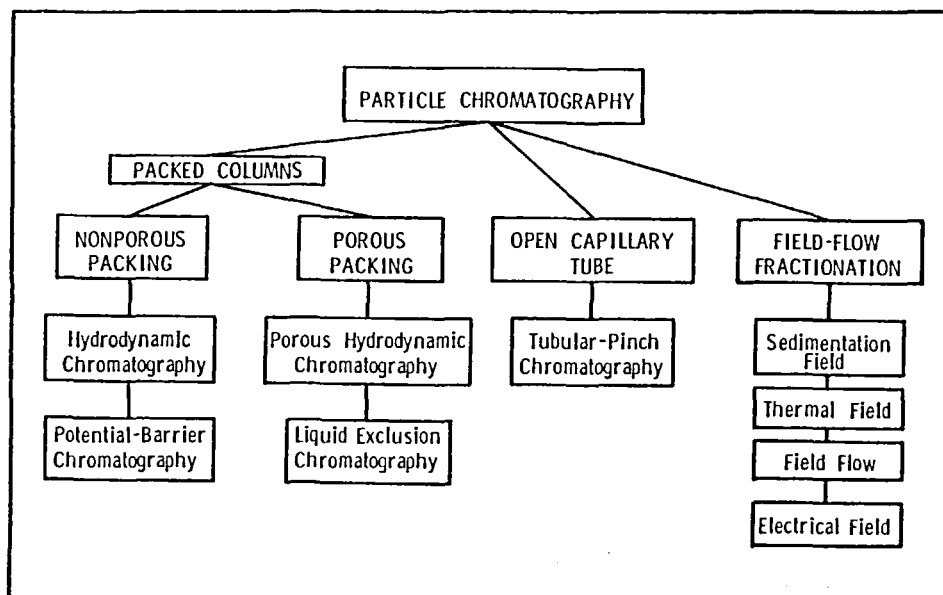 PARTICLE CHROMATOGRAPHY
PACKED COLUMNS
NONPOROUS
PACKING
POROUS
PACKING
OPEN CAPILLARY
TUBE
FIELD-FLOW
FRACTIONATION
Hydrodynamic
Chromatography
Porous Hydrodynamic
Chromatography
Tubular-Pinch
Chromatography
Sedimentation
Field
Thermal Field
Potential-Barrier
Chromatography
Liquid Exclusion
Chromatography
Field Flow
Electrical Field